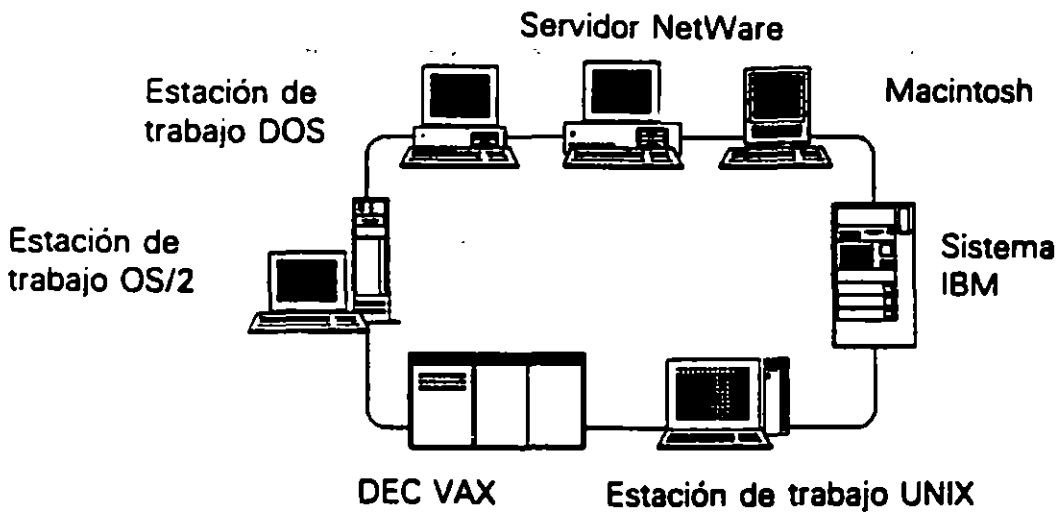 Servidor NetWare
Estación de
trabajo DOS
Macintosh
Estación de
trabajo OS/2
Sistema
IBM
DEC VAX
Estación de trabajo UNIX